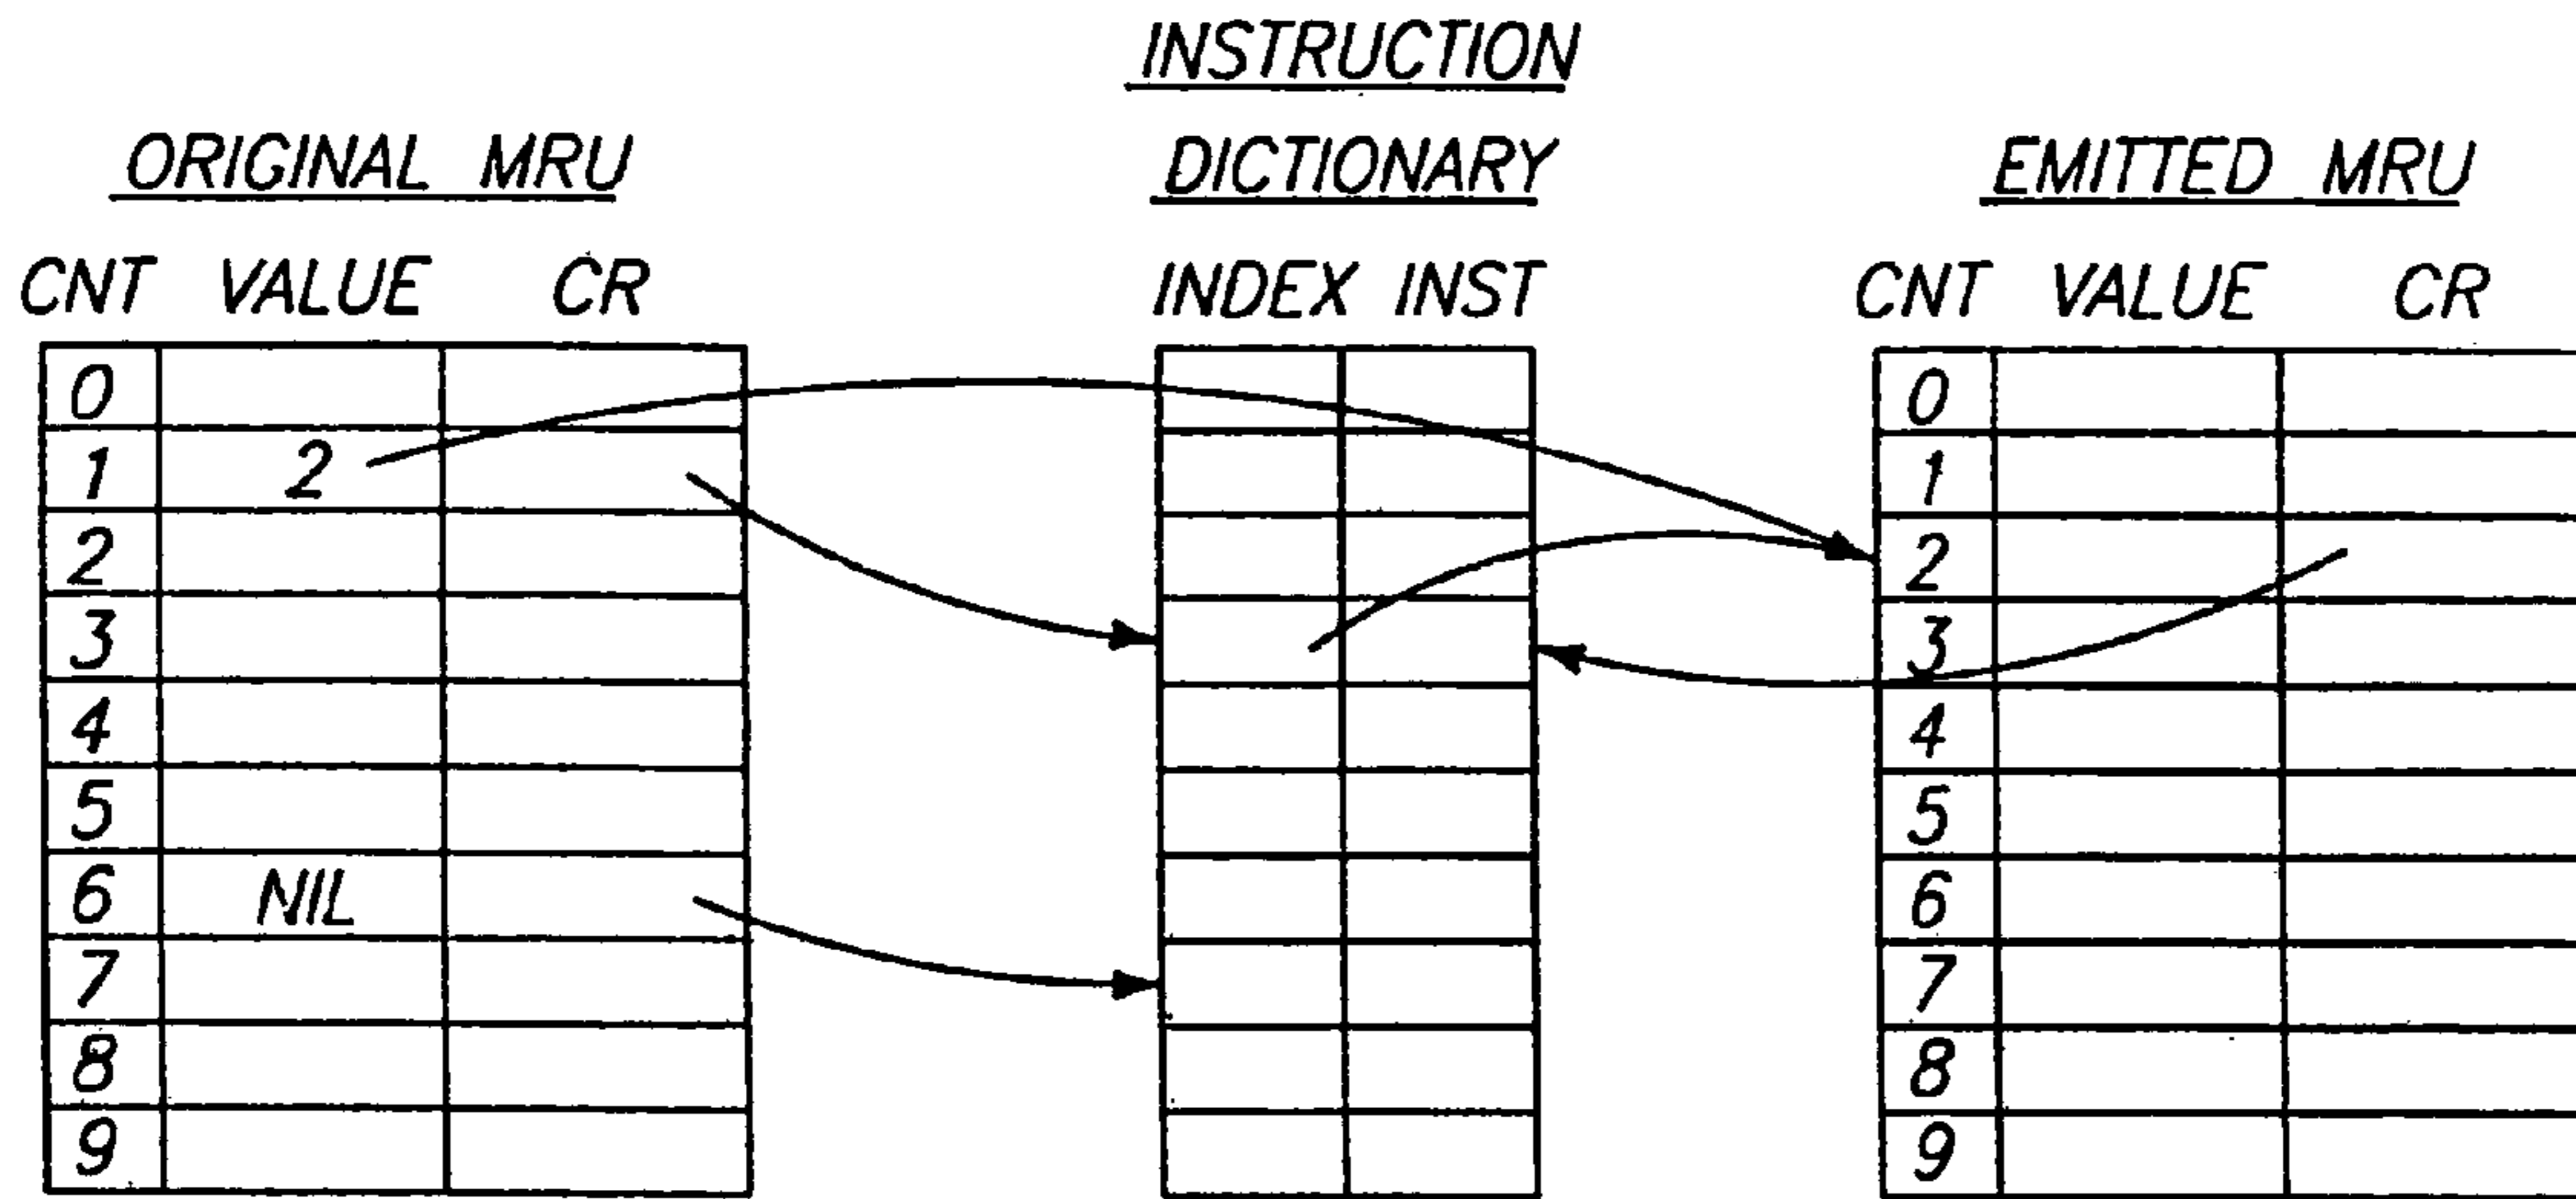 INSTRUCTION
ORIGINAL MRU DICTIONARY EMITTED MRU
CNT VALUE CR INDEX INST CNT VALUE CR
0 0
1 2 1
2 2
3 3
4 4
5 5
6 NIL 6
7 7
8 8
9 9